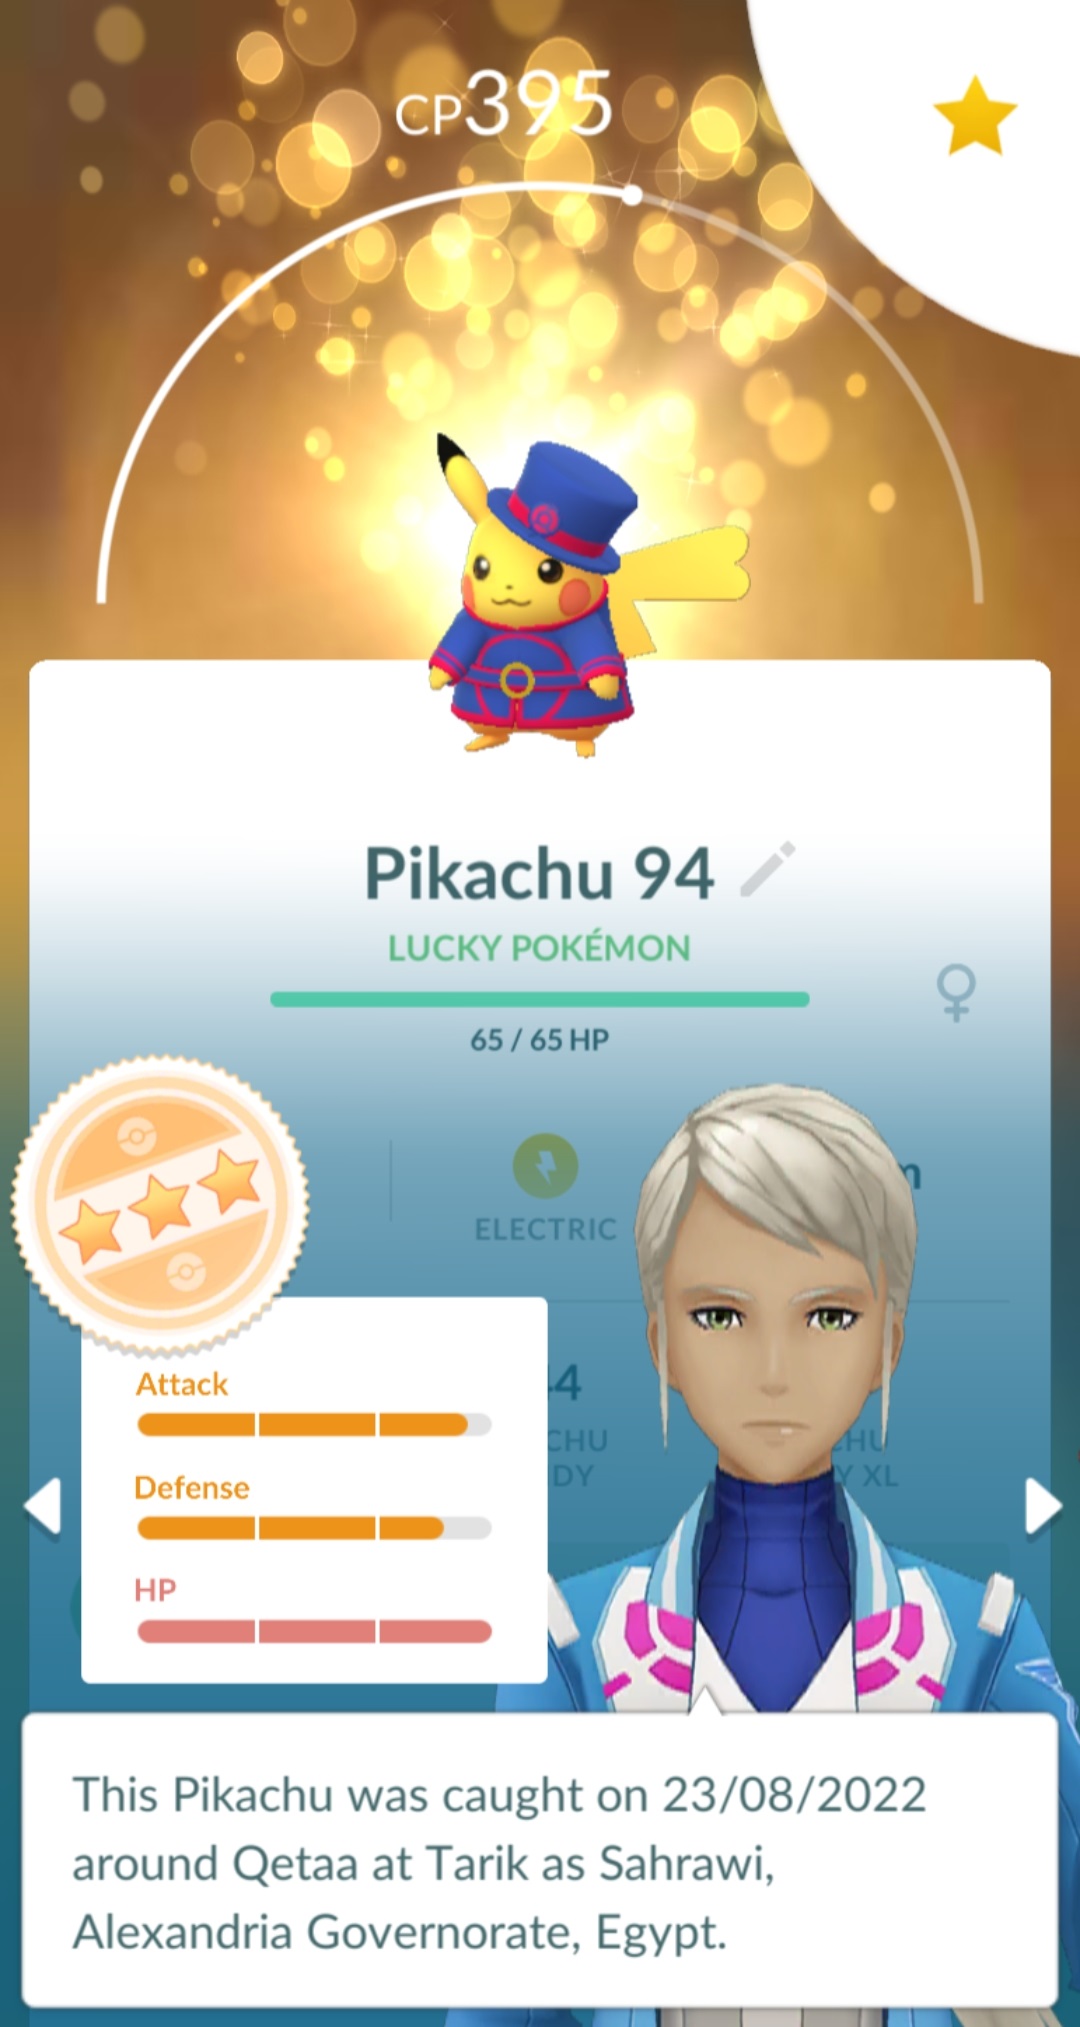 CP395
Pikachu 94
LUCKY POKÉMON
65 / 65 HP
ELECTRIC
Attack
Defense
HP
This Pikachu was caught on 23/08/2022
around Qetaa at Tarik as Sahrawi,
Alexandria Governorate, Egypt.